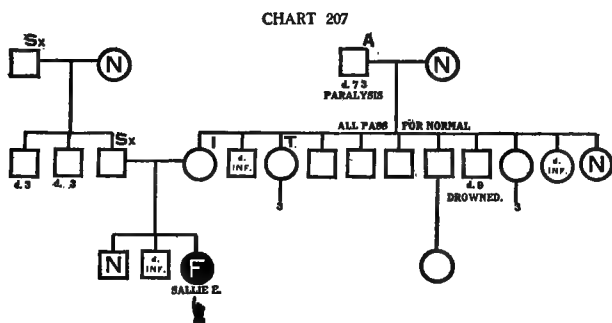 CHART 207
Sx N A N
d. 73
PARALYSIS
ALL PASS FOR NORMAL
Sx I T
d. INF. d. INF. N
d. 3 d. 3 d. 9
DROWNED.
3 3
N d. INF. F
SALLIE E.